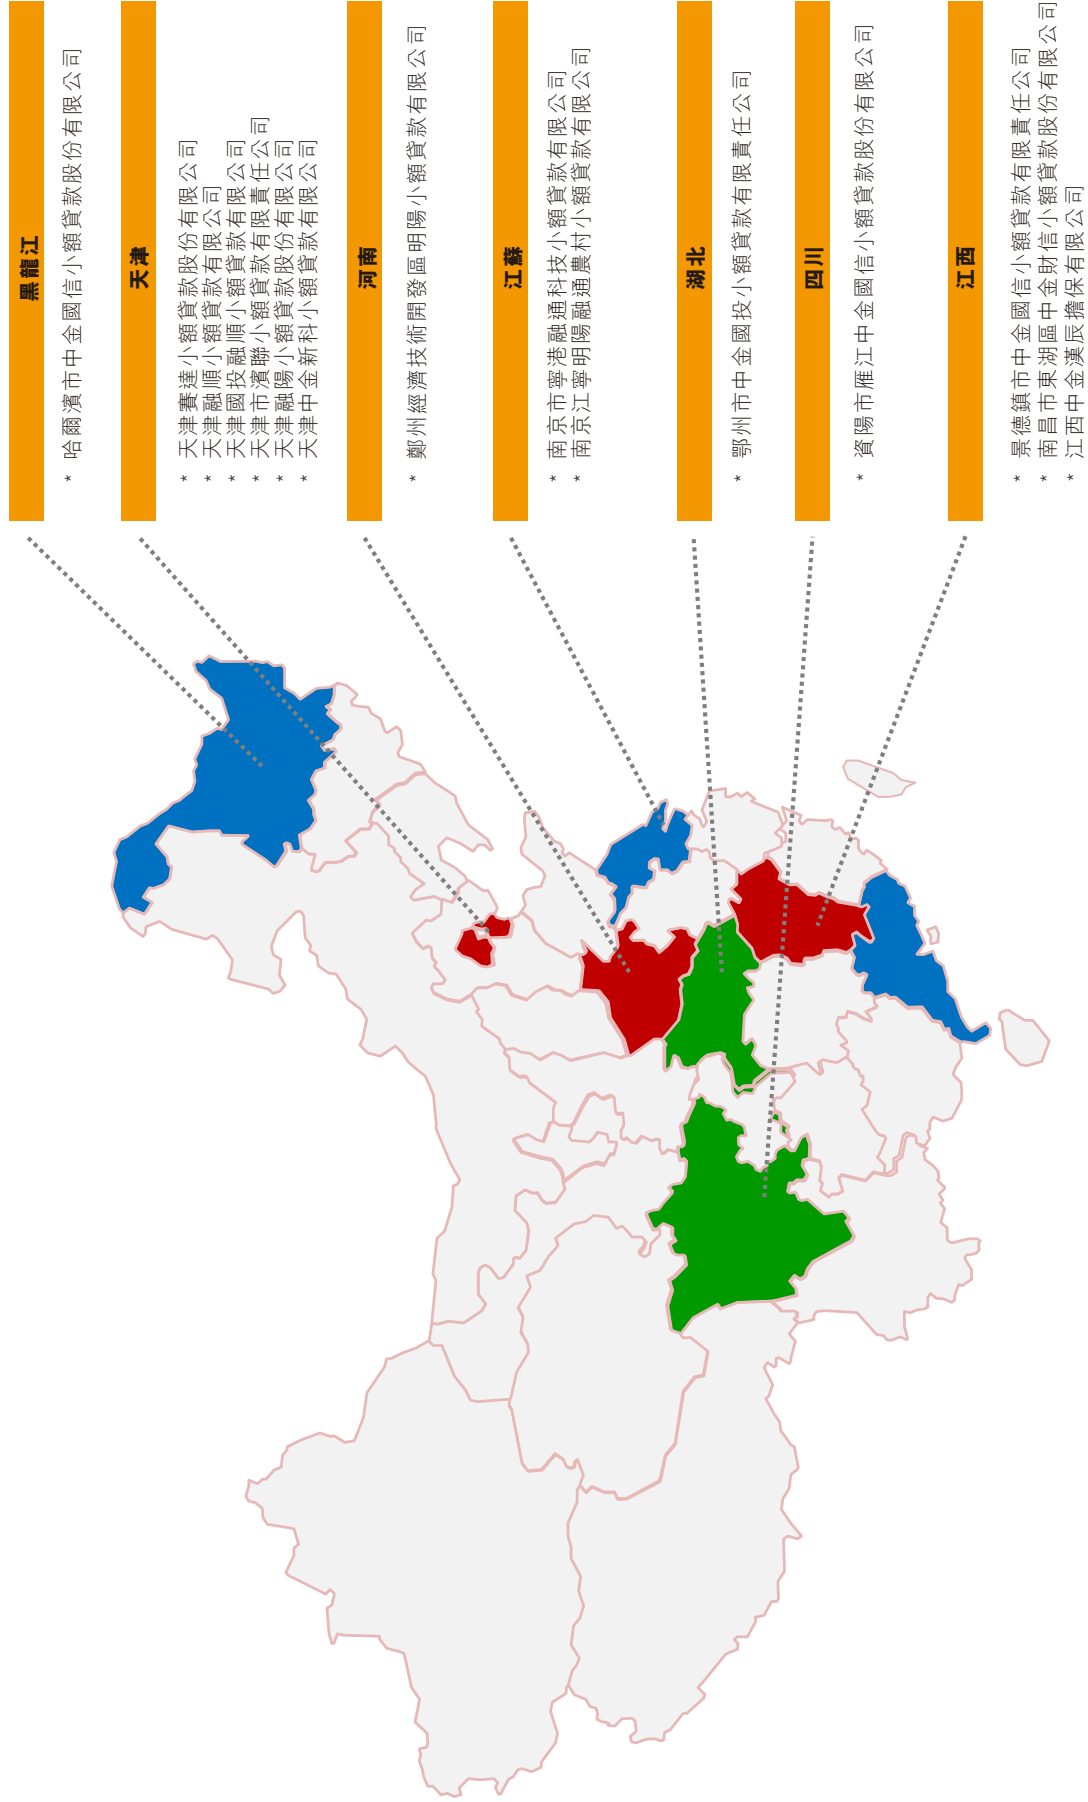 黑龍江
* 哈爾濱市中金國信小額貸款股份有限公司
天津
* 天津賽達小額貸款股份有限公司
* 天津融順小額貸款有限公司
* 天津國投融順小額貸款有限公司
* 天津市濱聯小額貸款有限責任公司
* 天津融陽小額貸款股份有限公司
* 天津中金新科小額貸款有限公司
河南
* 鄭州經濟技術開發區明陽小額貸款有限公司
江蘇
* 南京市寧港融通科技小額貸款有限公司
* 南京江寧明陽融通農村小額貸款有限公司
湖北
* 鄂州市中金國投小額貸款有限責任公司
四川
* 資陽市雁江中金國信小額貸款股份有限公司
江西
* 景德鎮市中金國信小額貸款有限責任公司
* 南昌市東湖區中金財信小額貸款股份有限公司
* 江西中金漢辰擔保有限公司